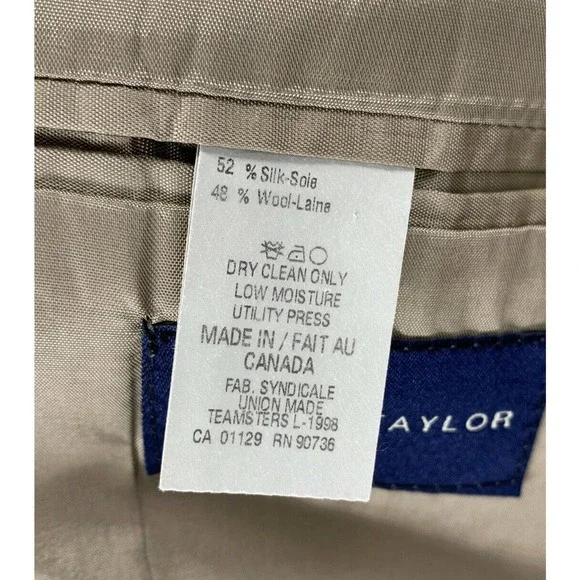 52 % Silk-Soie
48 % Wool-Laine
DRY CLEAN ONLY
LOW MOISTURE
UTILITY PRESS
MADE IN / FAIT AU
CANADA
FAB. SYNDICALE
UNION MADE
TEAMSTERS L-1998
CA 01129 RN 90736
TAYLOR